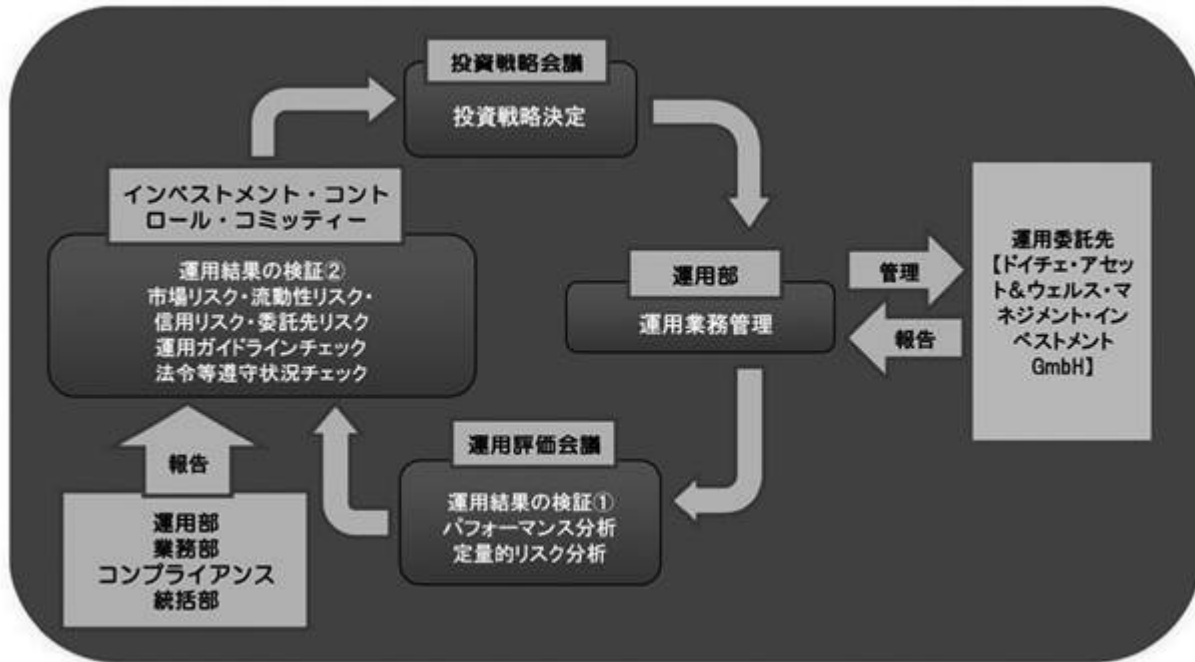 投資戦略会議
投資戦略決定
インベストメント・コント
ロール・コミッティー
運用結果の検証②
市場リスク・流動性リスク・
信用リスク・委託先リスク
運用ガイドラインチェック
法令等遵守状況チェック
運用部
運用業務管理
管理
報告
運用委託先
【ドイチェ・アセッ
ト&ウェルス・マ
ネジメント・イン
ベストメント
GmbH】
運用評価会議
運用結果の検証①
パフォーマンス分析
定量的リスク分析
報告
運用部
業務部
コンプライアンス
統括部